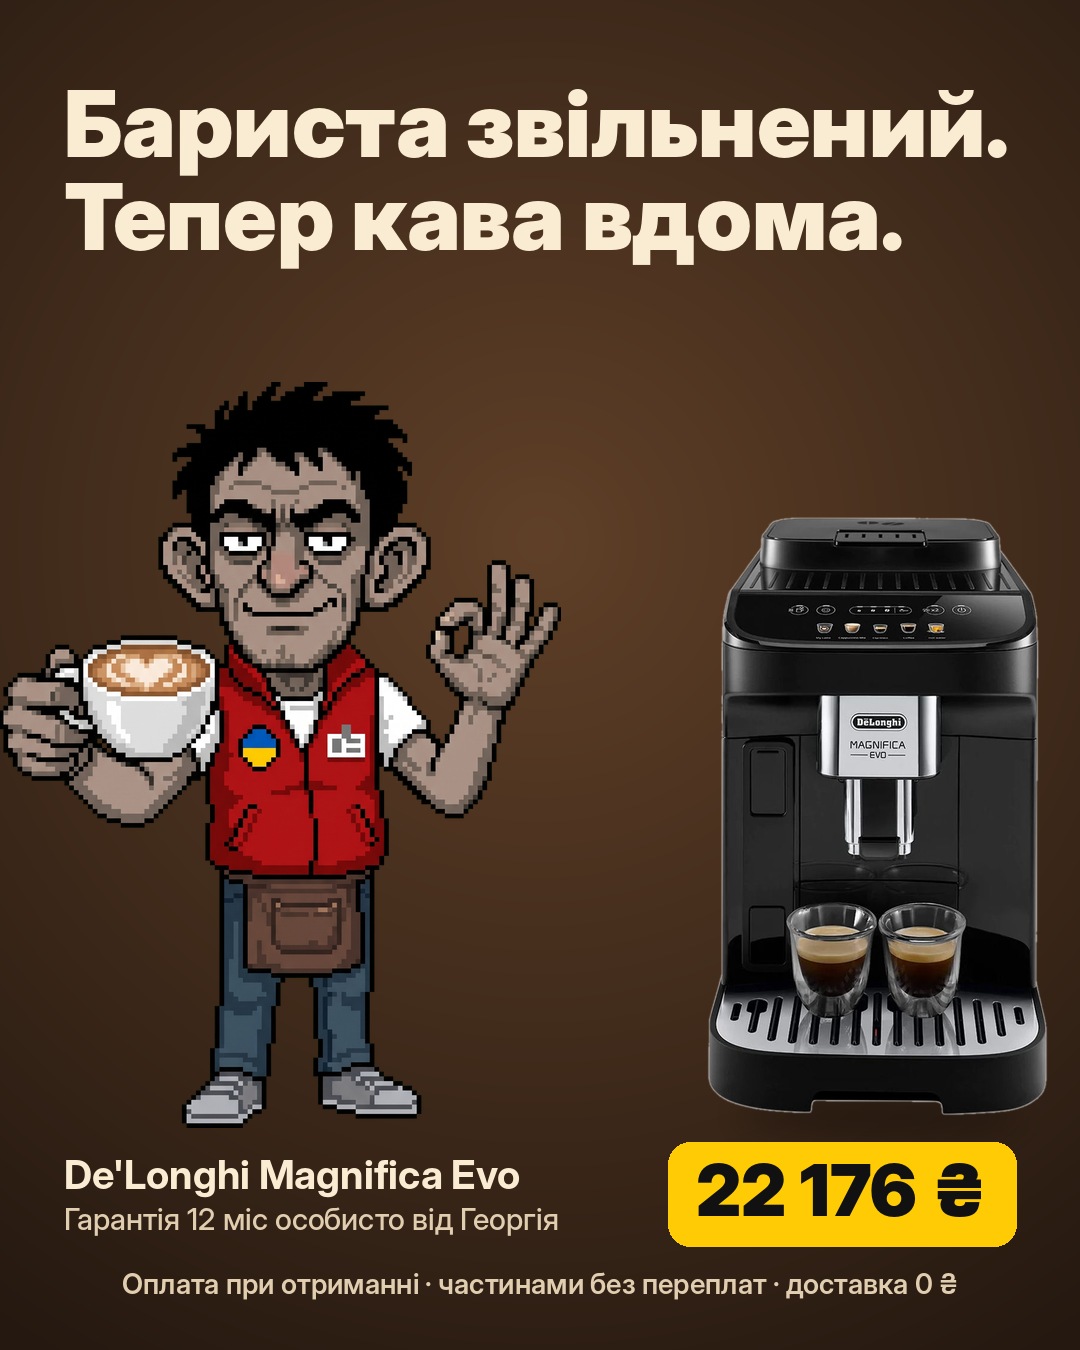 Бариста звільнений.
Тепер кава вдома.
DēLonghi
MAGNIFICA
EVO
De'Longhi Magnifica Evo
Гарантія 12 міс особисто від Георгія
22 176 ₴
Оплата при отриманні · частинами без переплат · доставка 0 ₴